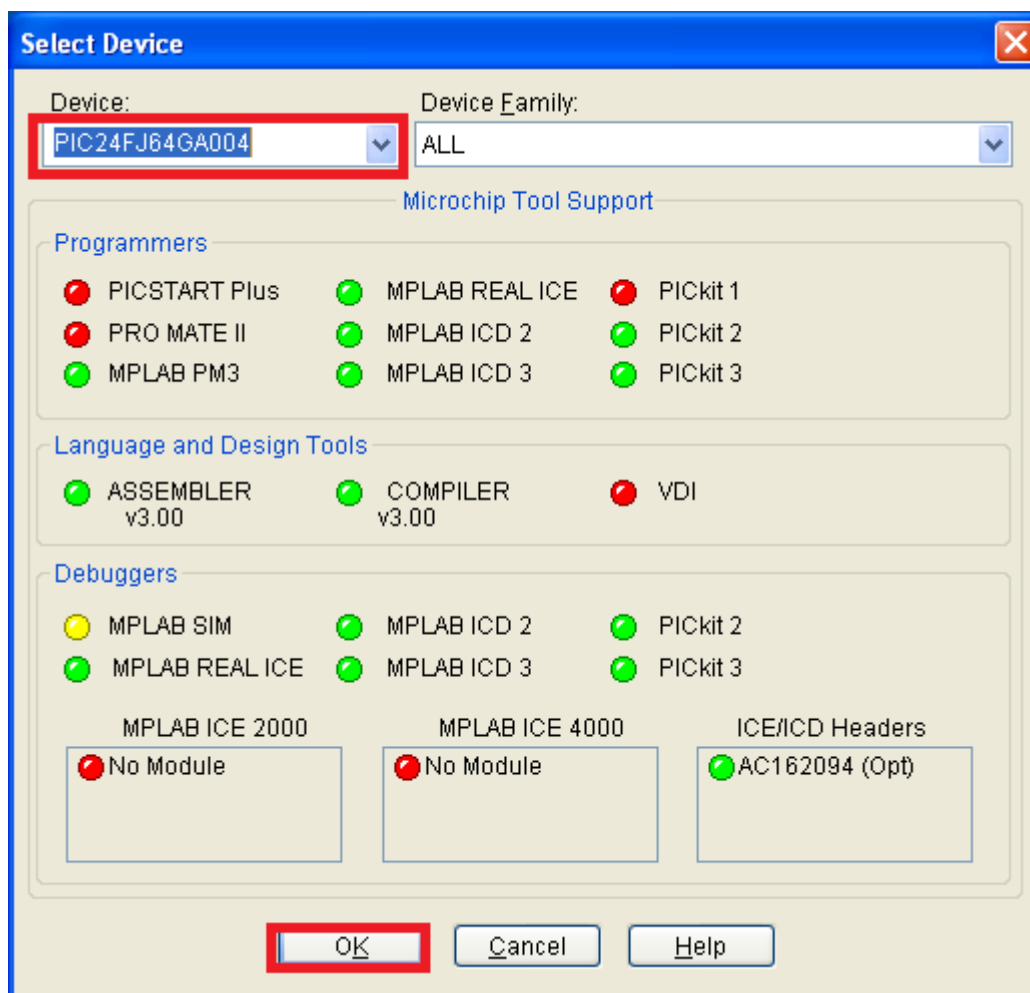 Select Device
Device:
Device Family:
PIC24FJ64GA004
ALL
Microchip Tool Support
Programmers
PICSTART Plus
MPLAB REAL ICE
PICkit 1
PRO MATE II
MPLAB ICD 2
PICkit 2
MPLAB PM3
MPLAB ICD 3
PICkit 3
Language and Design Tools
ASSEMBLER
COMPILER
VDI
v3.00
v3.00
Debuggers
MPLAB SIM
MPLAB ICD 2
PICkit 2
MPLAB REAL ICE
MPLAB ICD 3
PICkit 3
MPLAB ICE 2000
MPLAB ICE 4000
ICE/ICD Headers
No Module
No Module
AC162094 (Opt)
OK
Cancel
Help